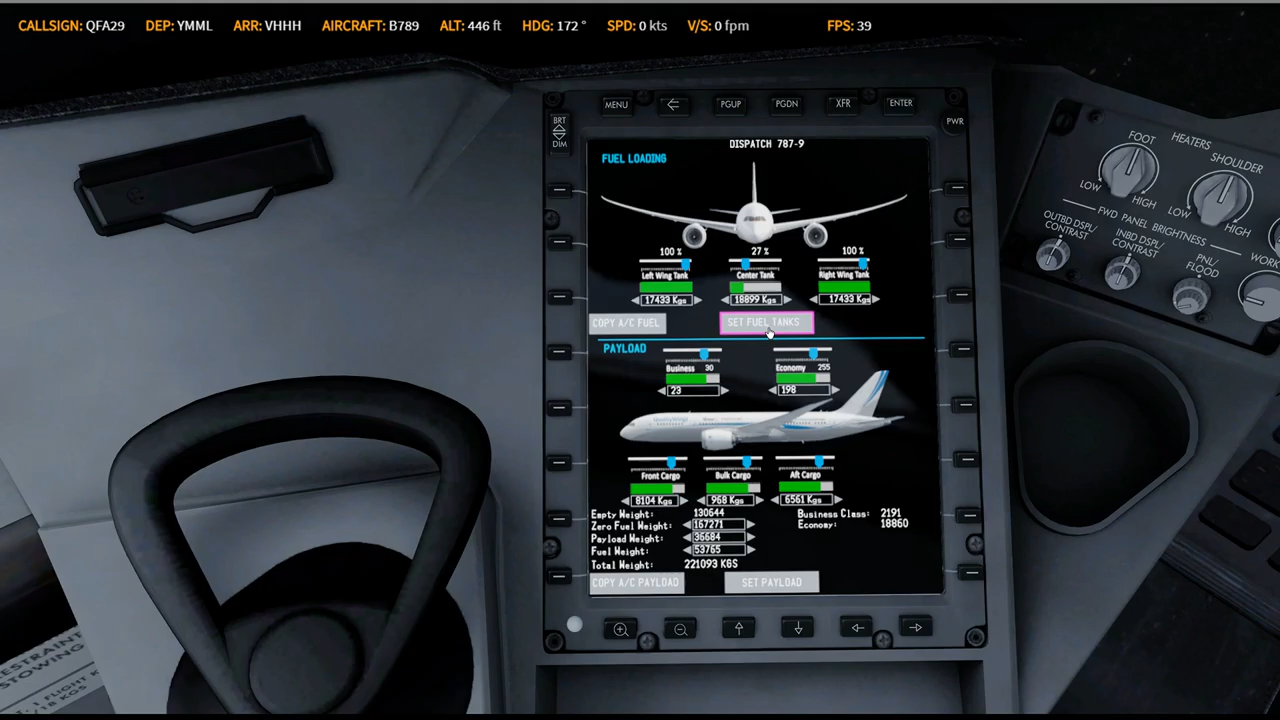 CALLSIGN: QFA29 DEP: YMML ARR: VHHH AIRCRAFT: B789 ALT: 446 ft HDG: 172 ° SPD: 0 kts V/S: 0 fpm FPS: 39
MENU PGUP PGDN XFR ENTER
BRT
DIM
PWR
DISPATCH 787-9
FUEL LOADING
100 % 27 % 100 %
Left Wing Tank Center Tank Right Wing Tank
17433 Kgs 18899 Kgs 17433 Kgs
COPY A/C FUEL SET FUEL TANKS
PAYLOAD
Business 30 Economy 255
23 198
Front Cargo Bulk Cargo Aft Cargo
8104 Kgs 968 Kgs 6561 Kgs
Empty Weight: 130644 Business Class: 2191
Zero Fuel Weight: 167271 Economy: 18860
Payload Weight: 36684
Fuel Weight: 53765
Total Weight: 221093 KGS
COPY A/C PAYLOAD SET PAYLOAD
HEATERS
FOOT SHOULDER
LOW HIGH LOW HIGH
FWD PANEL BRIGHTNESS
OUTBD DSPL/
CONTRAST
INBD DSPL/
CONTRAST
PNL/
FLOOD
WORK
STOWING